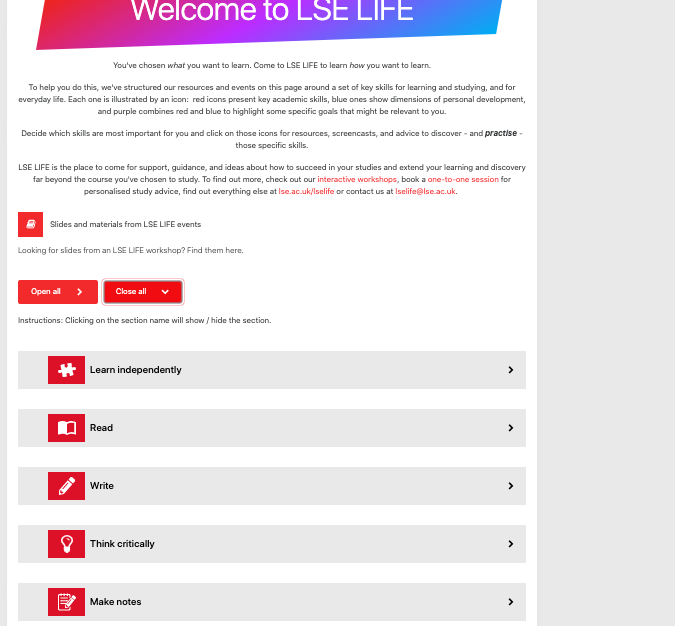 Welcome to LSE LIFE
You've chosen what you want to learn. Come to LSE LIFE to learn how you want to learn.
To help you do this, we've structured our resources and events on this page around a set of key skills for learning and studying, and for
everyday life. Each one is illustrated by an icon: red icons present key academic skills, blue ones show dimensions of personal development,
and purple combines red and blue to highlight some specific goals that might be relevant to you.
Decide which skills are most important for you and click on those icons for resources, screencasts, and advice to discover - and practise -
those specific skills.
LSE LIFE is the place to come for support, guidance, and ideas about how to succeed in your studies and extend your learning and discovery
far beyond the course you've chosen to study. To find out more, check out our interactive workshops, book a one-to-one session for
personalised study advice, find out everything else at lse.ac.uk/lselife or contact us at lselife@lse.ac.uk.
Slides and materials from LSE LIFE events
Looking for slides from an LSE LIFE workshop? Find them here.
Open all
Close all
Instructions: Clicking on the section name will show / hide the section.
Learn independently
Read
Write
Think critically
Make notes